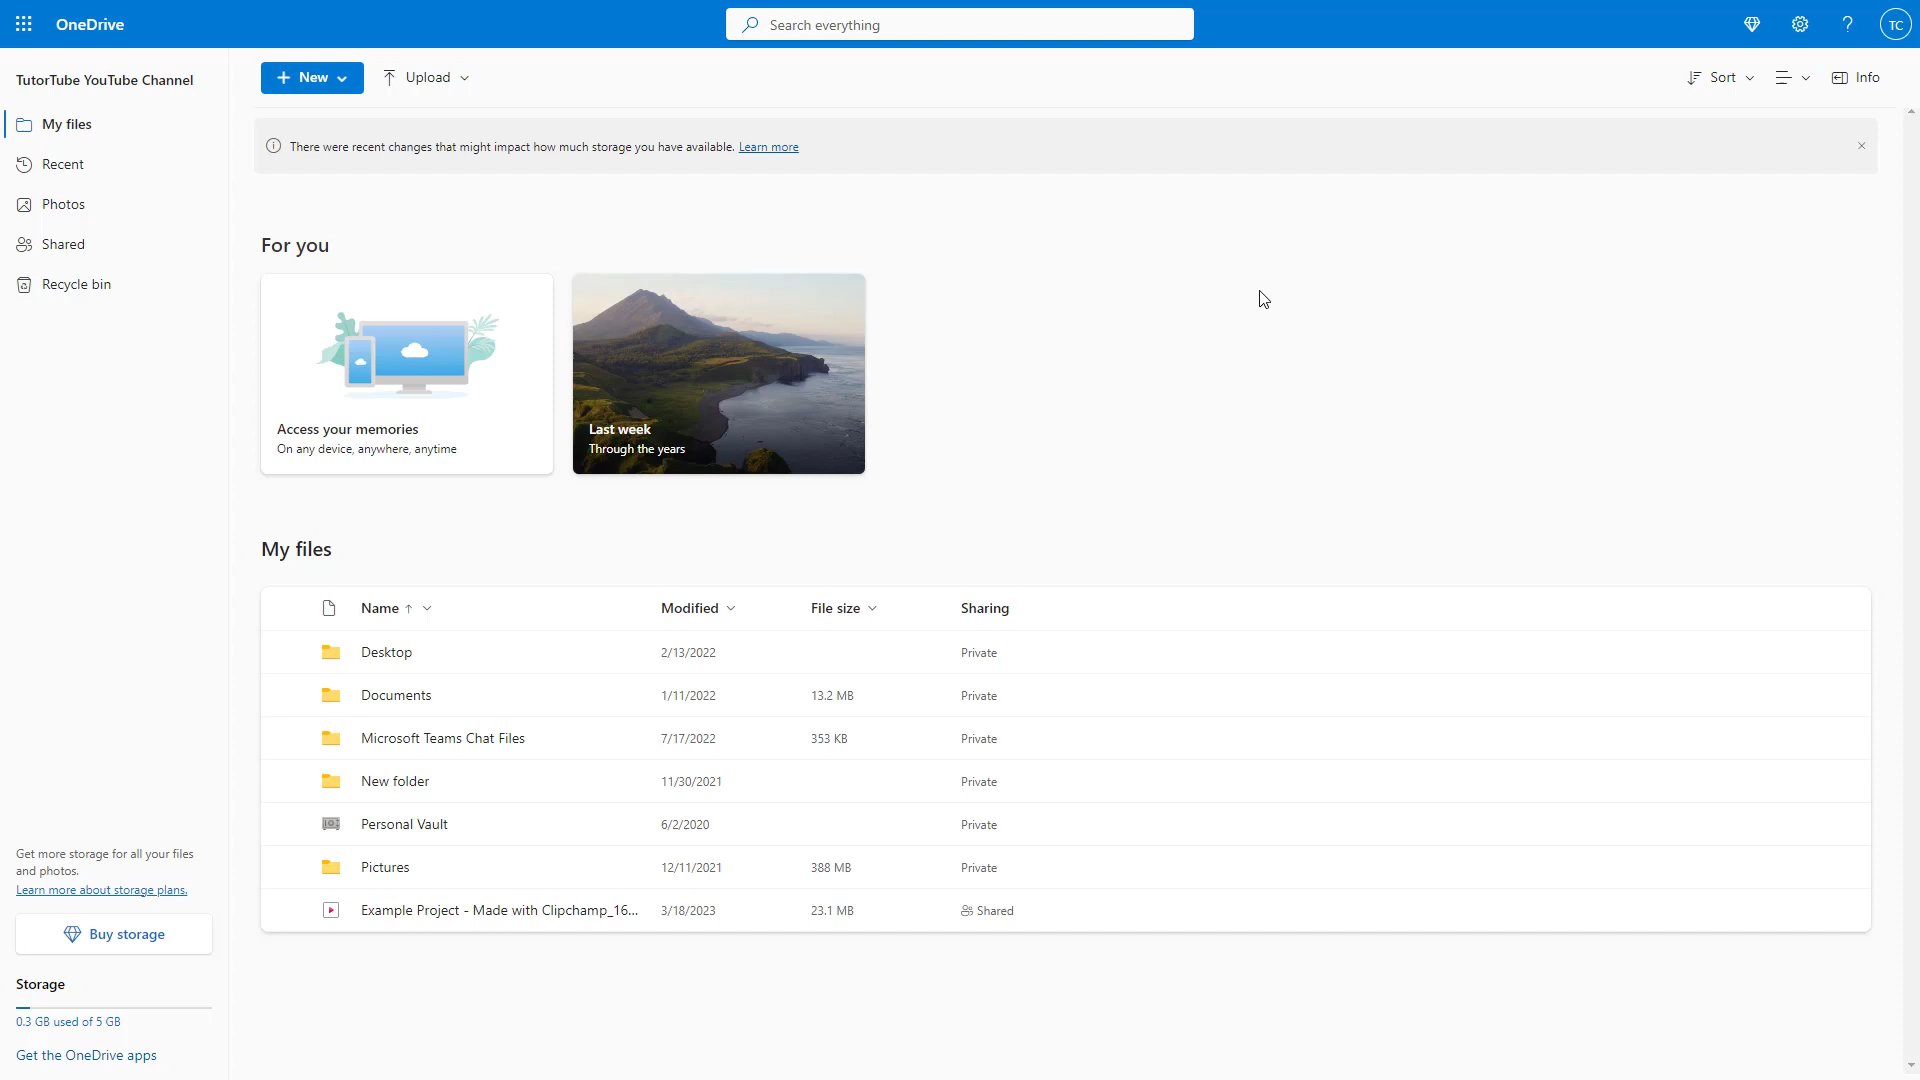 OneDrive
Search everything
TC
TutorTube YouTube Channel
My files
Recent
Photos
Shared
Recycle bin
New
Upload
Sort
Info
There were recent changes that might impact how much storage you have available. Learn more
For you
Access your memories
On any device, anywhere, anytime
Last week
Through the years
My files
Name Modified File size Sharing
Desktop 2/13/2022 Private
Documents 1/11/2022 13.2 MB Private
Microsoft Teams Chat Files 7/17/2022 353 KB Private
New folder 11/30/2021 Private
Personal Vault 6/2/2020 Private
Pictures 12/11/2021 388 MB Private
Example Project - Made with Clipchamp_16... 3/18/2023 23.1 MB Shared
Get more storage for all your files
and photos.
Learn more about storage plans.
Buy storage
Storage
0.3 GB used of 5 GB
Get the OneDrive apps